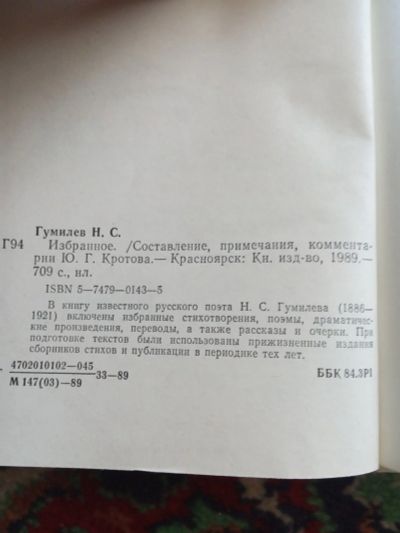 Гумилев Н. С.
Г94 Избранное. /Составление, примечания, коммента-
рии Ю. Г. Кротова.— Красноярск: Кн. изд-во, 1989.—
709 с., ил.
ISBN 5—7479—0143—5
В книгу известного русского поэта Н. С. Гумилева (1886—
1921) включены избранные стихотворения, поэмы, драматичес-
кие произведения, переводы, а также рассказы и очерки. При
подготовке текстов были использованы прижизненные издания
сборников стихов и публикации в периодике тех лет.
4702010102—045
33—89
М 147(03)—89
ББК 84.3Р1